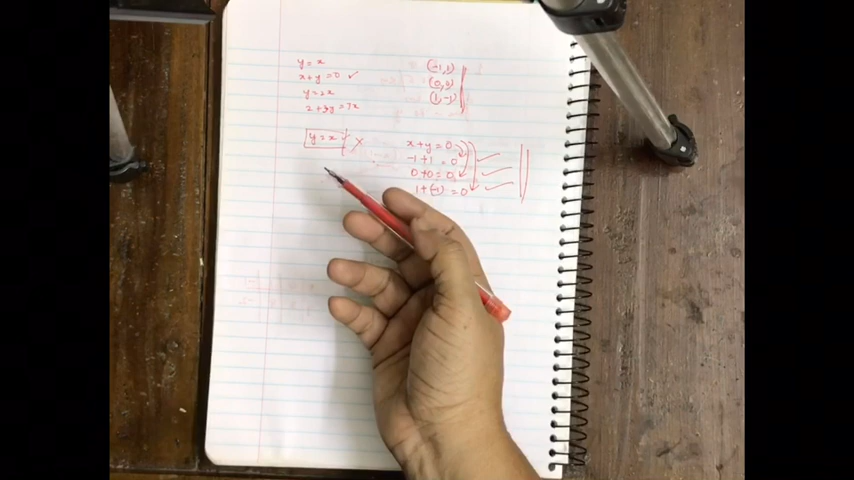 y = x
x+y = 0 ✓
y = 2x
2 + 3y = 7x
(-1,1)
(0,0)
(1,-1)
y = x
x+y = 0
-1 + 1 = 0 ✓
0 + 0 = 0 ✓
1 + (-1) = 0 ✓